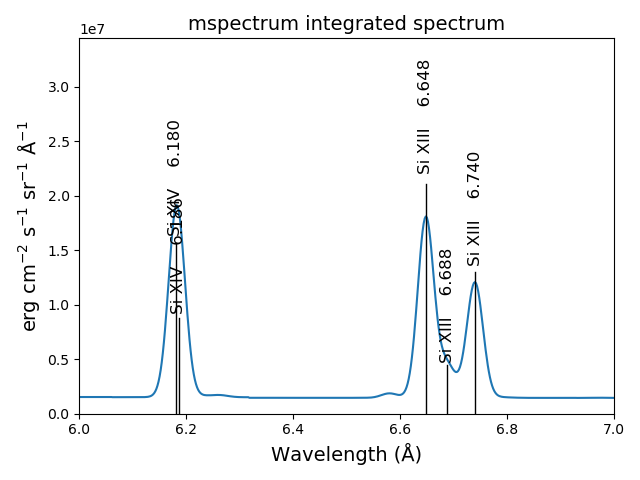 mspectrum integrated spectrum
1e7
erg cm⁻² s⁻¹ sr⁻¹ Å⁻¹
3.0
2.5
2.0
1.5
1.0
0.5
0.0
Si XIV 6.180
Si XIV 6.186
Si XIII 6.648
Si XIII 6.688
Si XIII 6.740
6.0 6.2 6.4 6.6 6.8 7.0
Wavelength (Å)